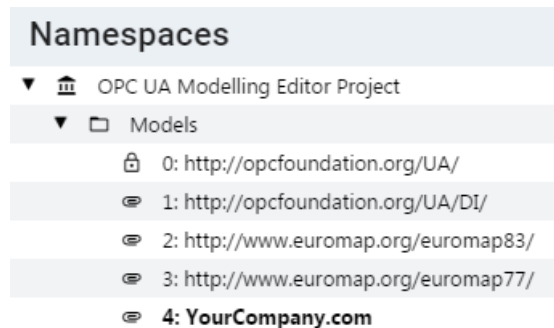 Namespaces
OPC UA Modelling Editor Project
Models
0: http://opcfoundation.org/UA/
1: http://opcfoundation.org/UA/DI/
2: http://www.euromap.org/euromap83/
3: http://www.euromap.org/euromap77/
4: YourCompany.com